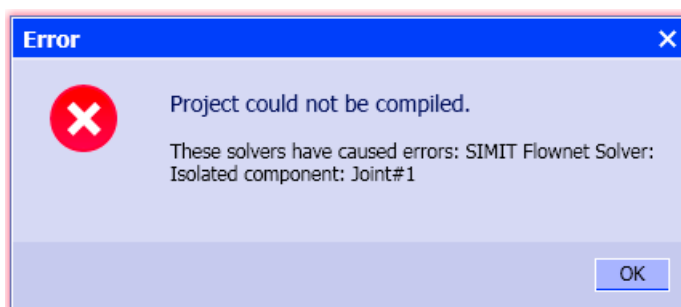 Error
Project could not be compiled.
These solvers have caused errors: SIMIT Flownet Solver:
Isolated component: Joint#1
OK